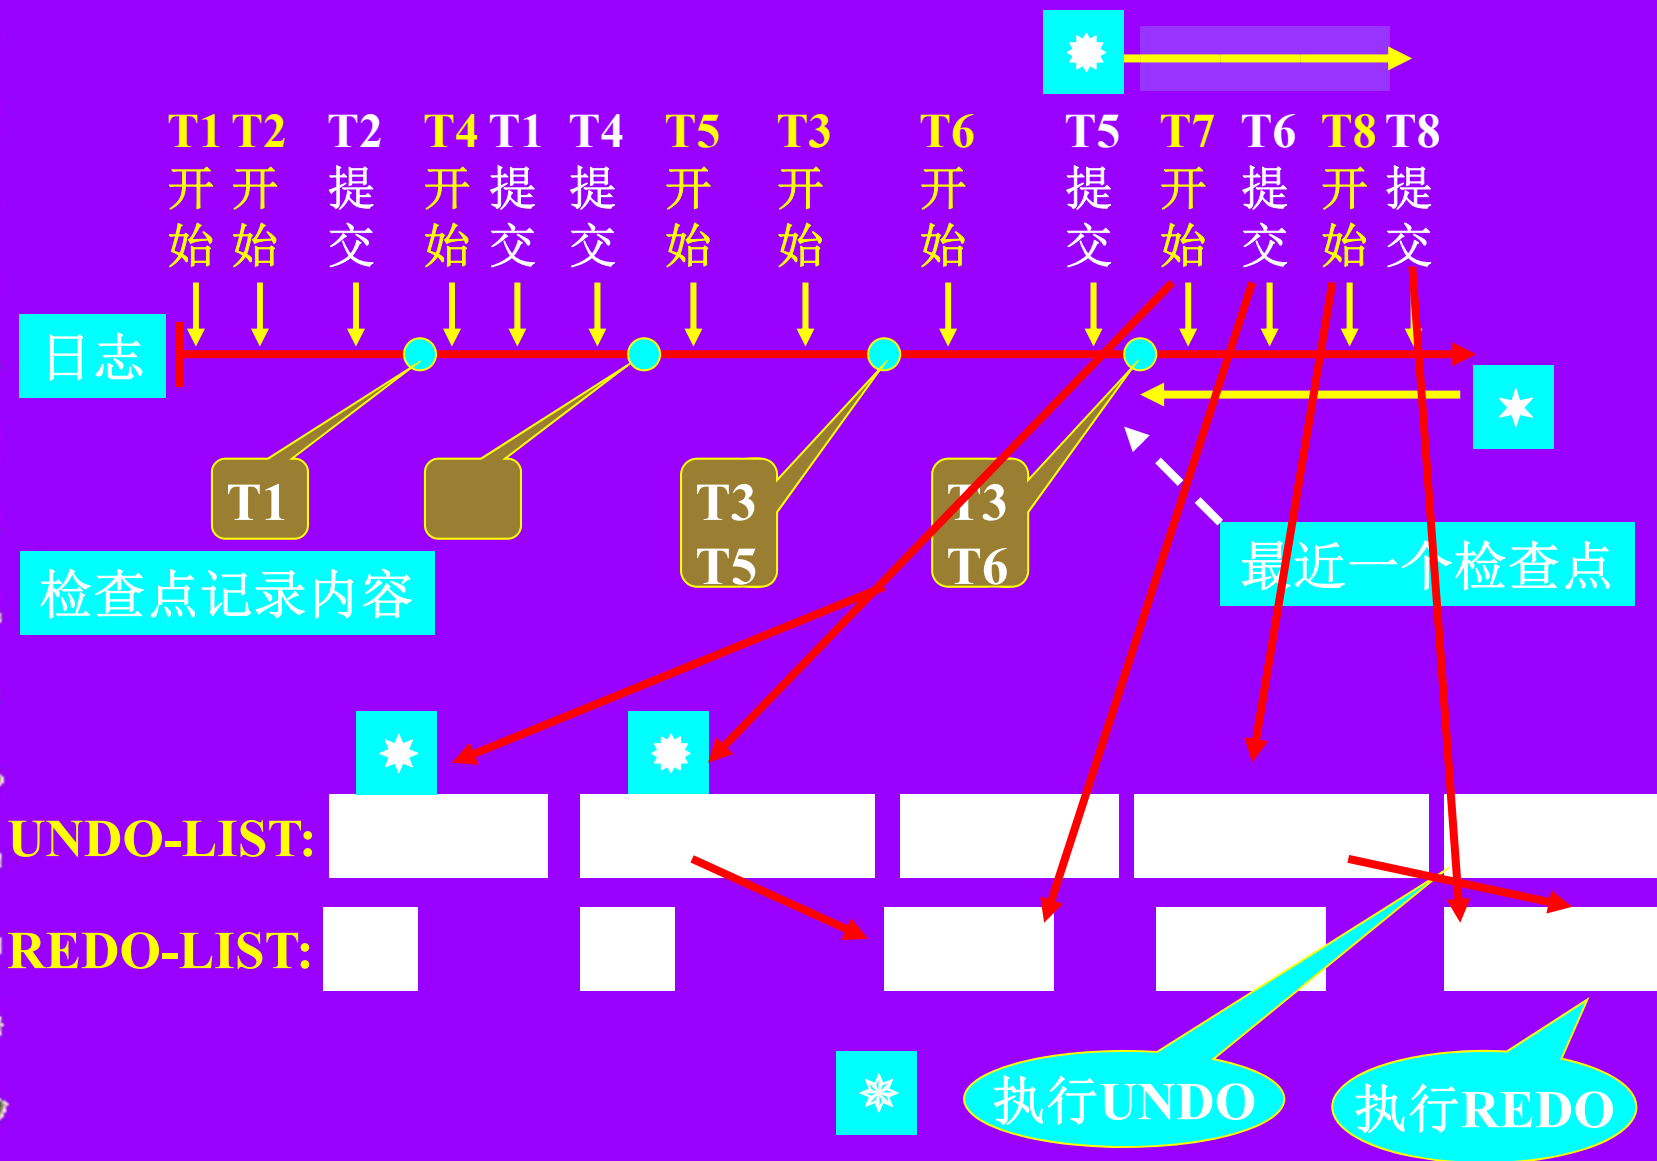 T1 T2 T2 T4 T1 T4 T5 T3 T6 T5 T7 T6 T8 T8
开 开 提 开 提 提 开 开 开 提 开 提 开 提
始 始 交 始 交 交 始 始 始 交 始 交 始 交
日志
T1
T3
T5
T3
T6
最近一个检查点
检查点记录内容
UNDO-LIST:
REDO-LIST:
执行UNDO
执行REDO